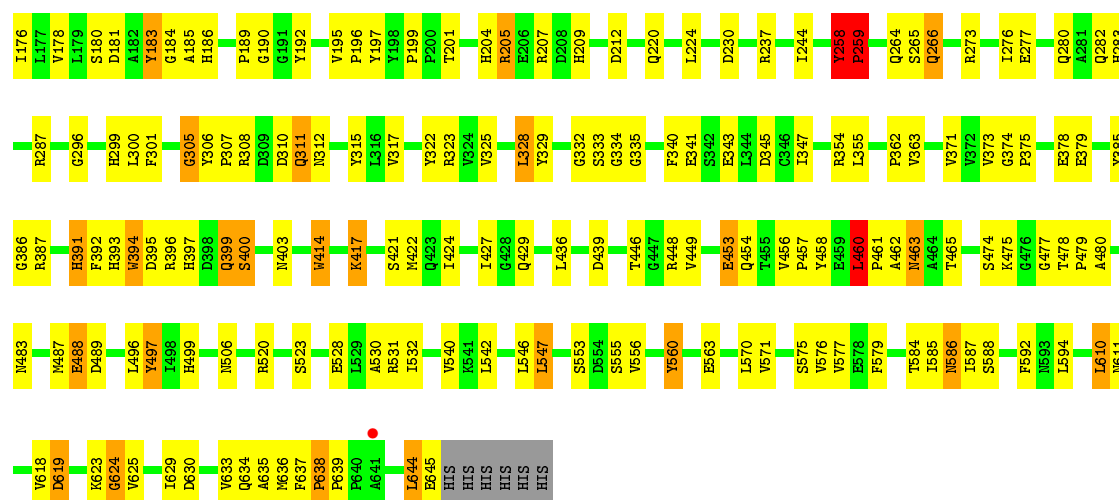 I176 L177 V178 L179 S180 D181 A182 Y183 G184 A185 H186 P189 G190 G191 Y192 V195 P196 Y197 Y198 P199 P200 T201 H204 R205 E206 R207 D208 H209 D212 Q220 L224 D230 R237 I244 Y258 P259 Q264 S265 Q266 R273 I276 E277 Q280 A281 Q282
R287 G296 H299 L300 F301 G305 Y306 P307 R308 D309 D310 Q311 N312 Y315 L316 V317 Y322 R323 V324 V325 L328 Y329 G332 S333 G334 G335 F340 E341 S342 E343 L344 D345 C346 I347 R354 L355 P362 V363 V371 V372 V373 G374 P375 E378 E379
G386 R387 H391 F392 H393 W394 D395 R396 H397 D398 Q399 S400 N403 W414 K417 S421 M422 Q423 I424 I427 G428 Q429 L436 D439 T446 G447 R448 V449 E453 Q454 T455 V456 P457 Y458 E459 L460 P461 A462 N463 A464 T465 S474 K475 G476 G477 T478 P479 A480
N483 M487 E488 D489 L496 Y497 I498 H499 N506 R520 S523 E528 L529 A530 R531 I532 V540 K541 L542 L546 L547 S553 D554 S555 V556 Y560 E563 L570 V571 S575 V576 V577 E578 F579 T584 I585 N586 I587 S588 F592 N593 L594 L610 N611
V618 D619 K623 G624 V625 I629 D630 V633 Q634 A635 M636 F637 P638 P639 P640 A641 L644 E645 HIS HIS HIS HIS HIS HIS